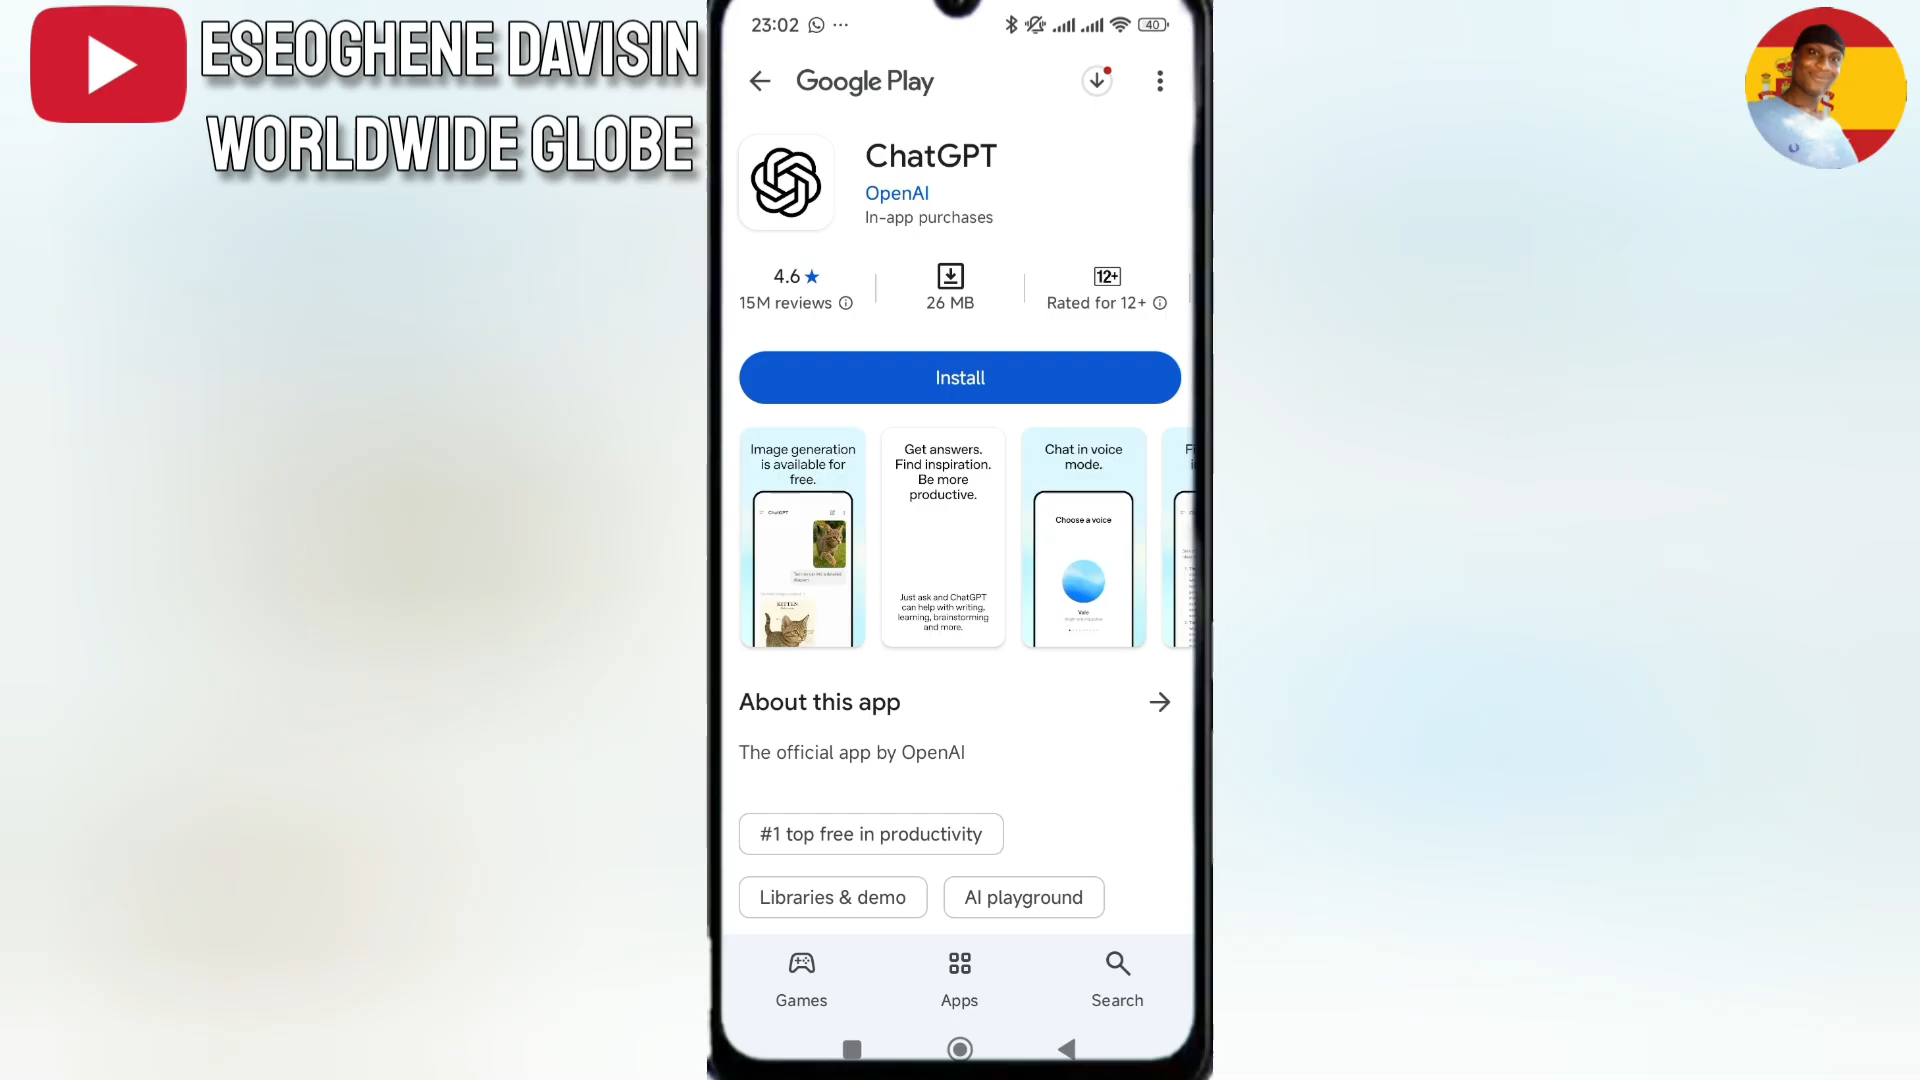 ESEOGHENE DAVISIN
WORLDWIDE GLOBE
23:02
40
Google Play
ChatGPT
OpenAI
In-app purchases
4.6★
15M reviews
26 MB
12+
Rated for 12+
Install
Image generation
is available for
free.
ChatGPT
KITTEN
Get answers.
Find inspiration.
Be more
productive.
Just ask and ChatGPT
can help with writing,
learning, brainstorming
and more.
Chat in voice
mode.
Choose a voice
Vale
About this app
The official app by OpenAI
#1 top free in productivity
Libraries & demo
AI playground
Games
Apps
Search